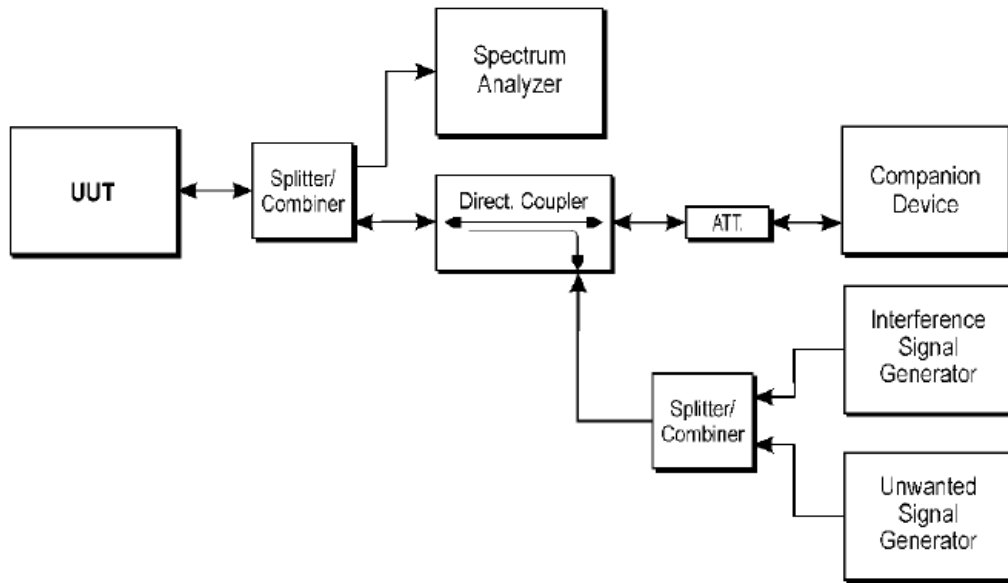 Spectrum
Analyzer
UUT
Splitter/
Combiner
Direct. Coupler
ATT.
Companion
Device
Interference
Signal
Generator
Splitter/
Combiner
Unwanted
Signal
Generator